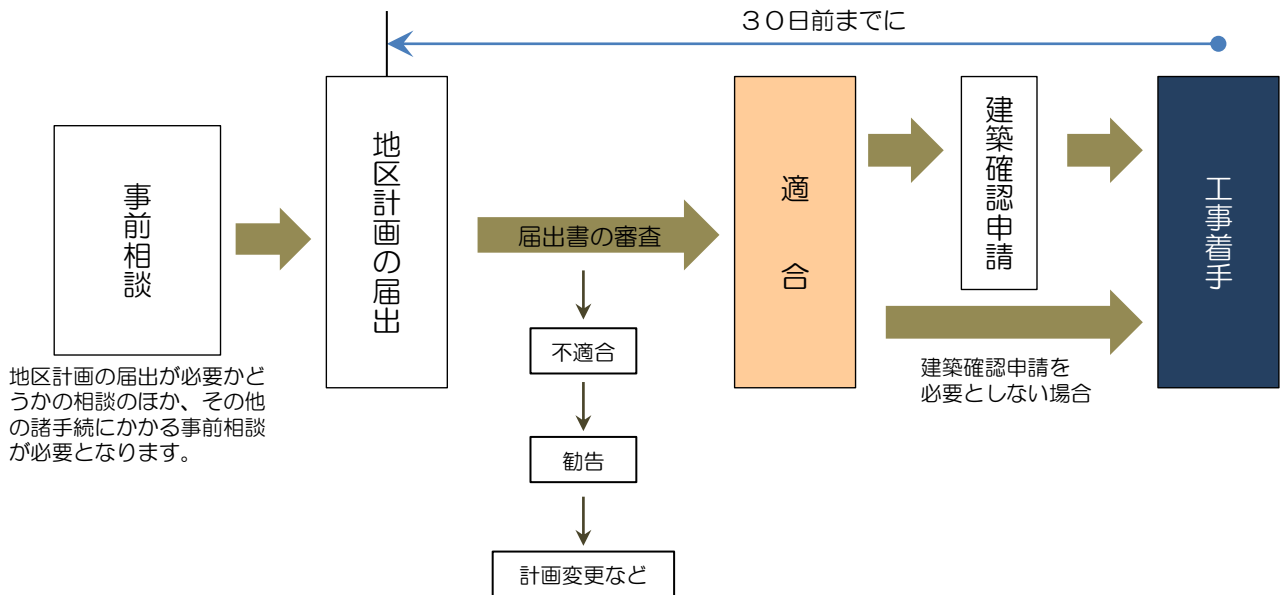 ３０日前までに
事前相談
地区計画の届出が必要かど
うかの相談のほか、その他
の諸手続にかかる事前相談
が必要となります。
地区計画の届出
届出書の審査
不適合
勧告
計画変更など
適合
建築確認申請
建築確認申請を
必要としない場合
工事着手